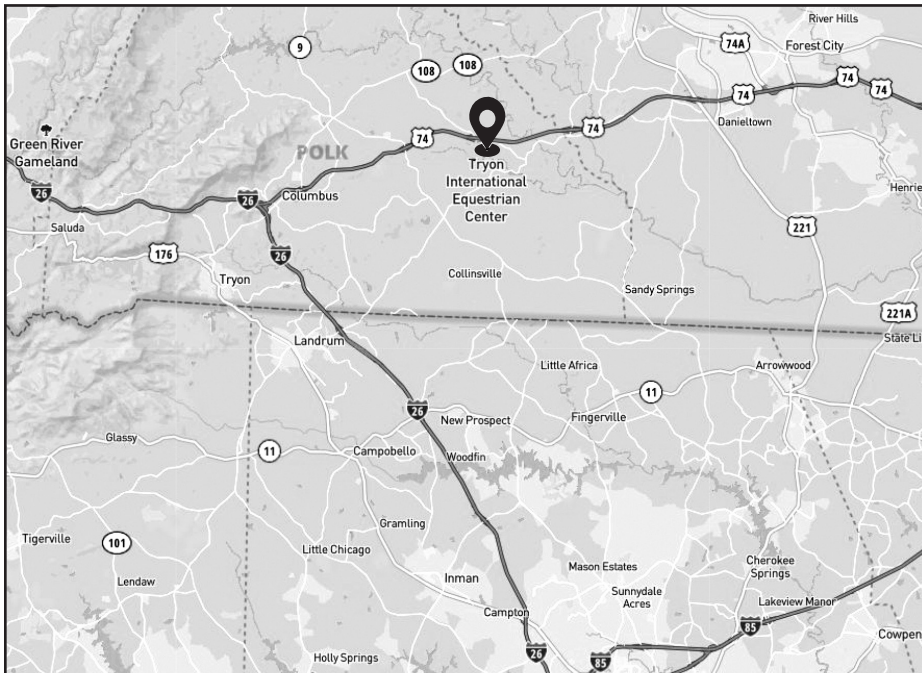 River Hills
74A
Forest City
9
108
108
74
74
74
74
74
Danieltown
Green River
Gameland
POLK
Tryon
International
Equestrian
Center
26
26
Columbus
Henrie
Saluda
221
176
26
Tryon
Collinsville
Sandy Springs
221A
State Li
Landrum
Little Africa
Arrowwood
11
26
New Prospect
Fingerville
Glassy
11
Campobello
Woodfin
Gramling
Tigerville
101
Little Chicago
Mason Estates
Cherokee
Springs
Lendaw
Inman
Sunnydale
Acres
Lakeview Manor
Campton
85
Cowpen
Holly Springs
26
85